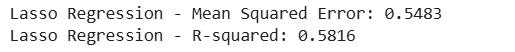 Lasso Regression - Mean Squared Error: 0.5483
Lasso Regression - R-squared: 0.5816